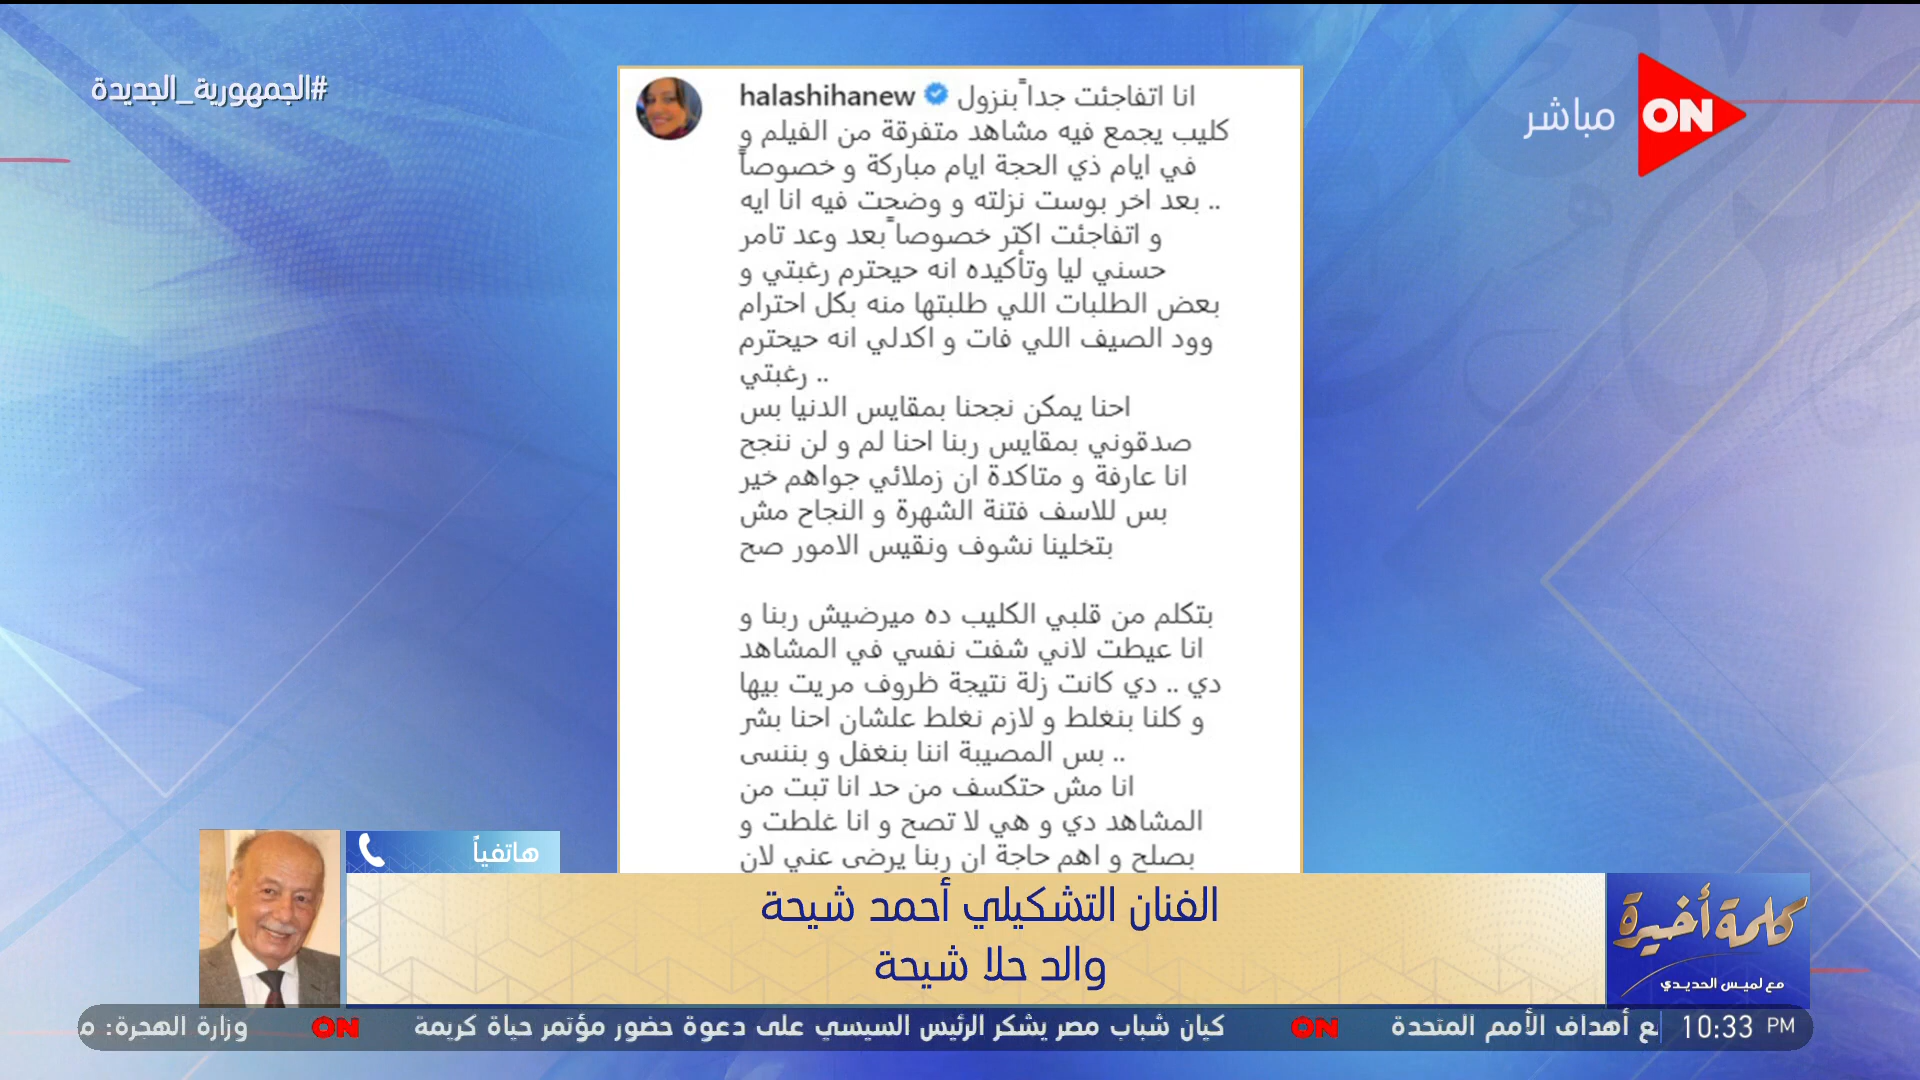 #الجمهورية_الجديدة
مباشر
ON
halashihanew انا اتفاجئت جداً بنزول
كليب يجمع فيه مشاهد متفرقة من الفيلم و
في ايام ذي الحجة ايام مباركة و خصوصاً
بعد اخر بوست نزلته و وضحت فيه انا ايه ..
و اتفاجئت اكتر خصوصاً بعد وعد تامر
حسني ليا وتأكيده انه حيحترم رغبتي و
بعض الطلبات اللي طلبتها منه بكل احترام
وود الصيف اللي فات و اكدلي انه حيحترم
رغبتي ..
احنا يمكن نجحنا بمقايس الدنيا بس
صدقوني بمقايس ربنا احنا لم و لن ننجح
انا عارفة و متاكدة ان زملائي جواهم خير
بس للاسف فتنة الشهرة و النجاح مش
بتخلينا نشوف ونقيس الامور صح
بتكلم من قلبي الكليب ده ميرضيش ربنا و
انا عيطت لاني شفت نفسي في المشاهد
دي .. دي كانت زلة نتيجة ظروف مريت بيها
و كلنا بنغلط و لازم نغلط علشان احنا بشر
بس المصيبة اننا بنغفل و بننسى ..
انا مش حتكسف من حد انا تبت من
المشاهد دي و هي لا تصح و انا غلطت و
بصلح و اهم حاجة ان ربنا يرضى عني لان
هاتفياً
الفنان التشكيلي أحمد شيحة
والد حلا شيحة
كلمة أخيرة
مع لميس الحديدي
10:33 PM
ع أهداف الأمم المتحدة ON كيان شباب مصر يشكر الرئيس السيسي على دعوة حضور مؤتمر حياة كريمة ON وزارة الهجرة: م